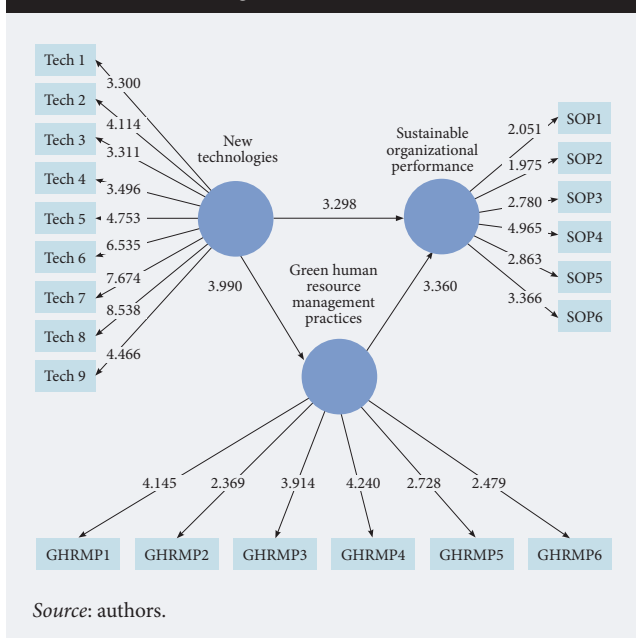 Tech 1
Tech 2
Tech 3
Tech 4
Tech 5
Tech 6
Tech 7
Tech 8
Tech 9
3.300
4.114
3.311
3.496
4.753
6.535
7.674
8.538
4.466
New
technologies
3.298
3.990
Sustainable
organizational
performance
2.051
1.975
2.780
4.965
2.863
3.366
SOP1
SOP2
SOP3
SOP4
SOP5
SOP6
Green human
resource
management
practices
3.360
4.145 2.369 3.914 4.240 2.728 2.479
GHRMP1 GHRMP2 GHRMP3 GHRMP4 GHRMP5 GHRMP6
Source: authors.